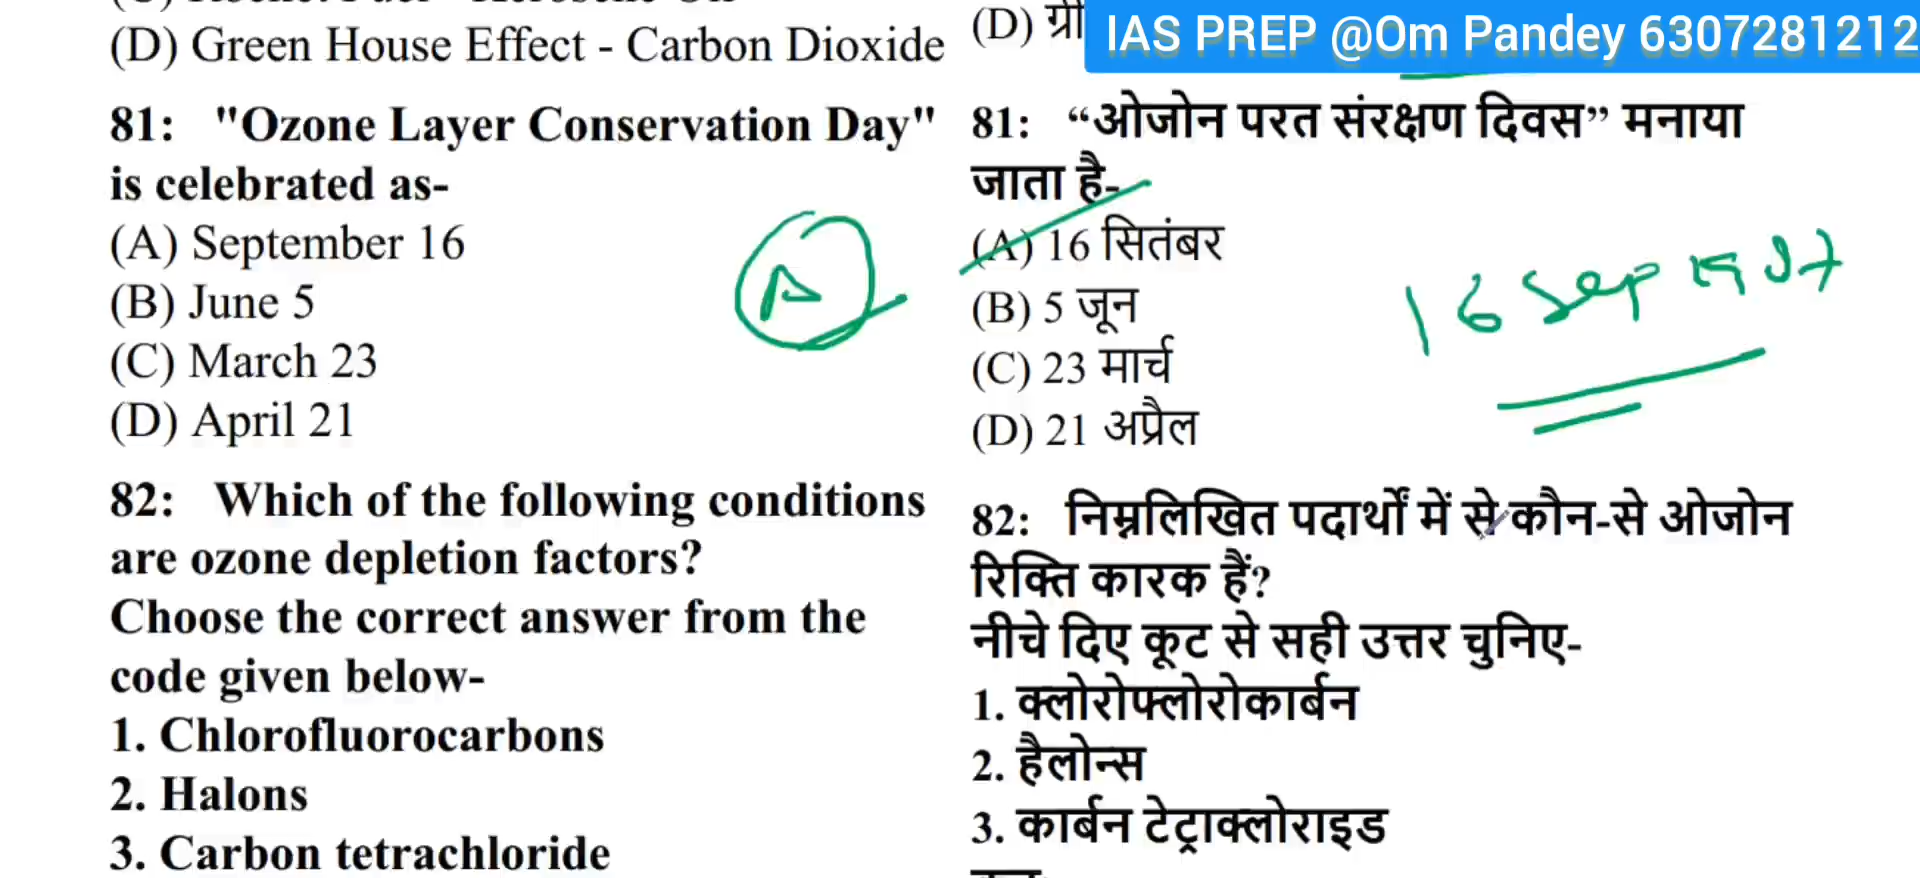 (D) Green House Effect - Carbon Dioxide
81: "Ozone Layer Conservation Day"
is celebrated as-
(A) September 16
(B) June 5
(C) March 23
(D) April 21
A
82: Which of the following conditions
are ozone depletion factors?
Choose the correct answer from the
code given below-
1. Chlorofluorocarbons
2. Halons
3. Carbon tetrachloride
(D) ग्री
IAS PREP @Om Pandey 6307281212
81: “ओजोन परत संरक्षण दिवस” मनाया
जाता है-
(A) 16 सितंबर
(B) 5 जून
(C) 23 मार्च
(D) 21 अप्रैल
16 Sep 1987
82: निम्नलिखित पदार्थों में से कौन-से ओजोन
रिक्ति कारक हैं?
नीचे दिए कूट से सही उत्तर चुनिए-
1. क्लोरोफ्लोरोकार्बन
2. हैलोन्स
3. कार्बन टेट्राक्लोराइड